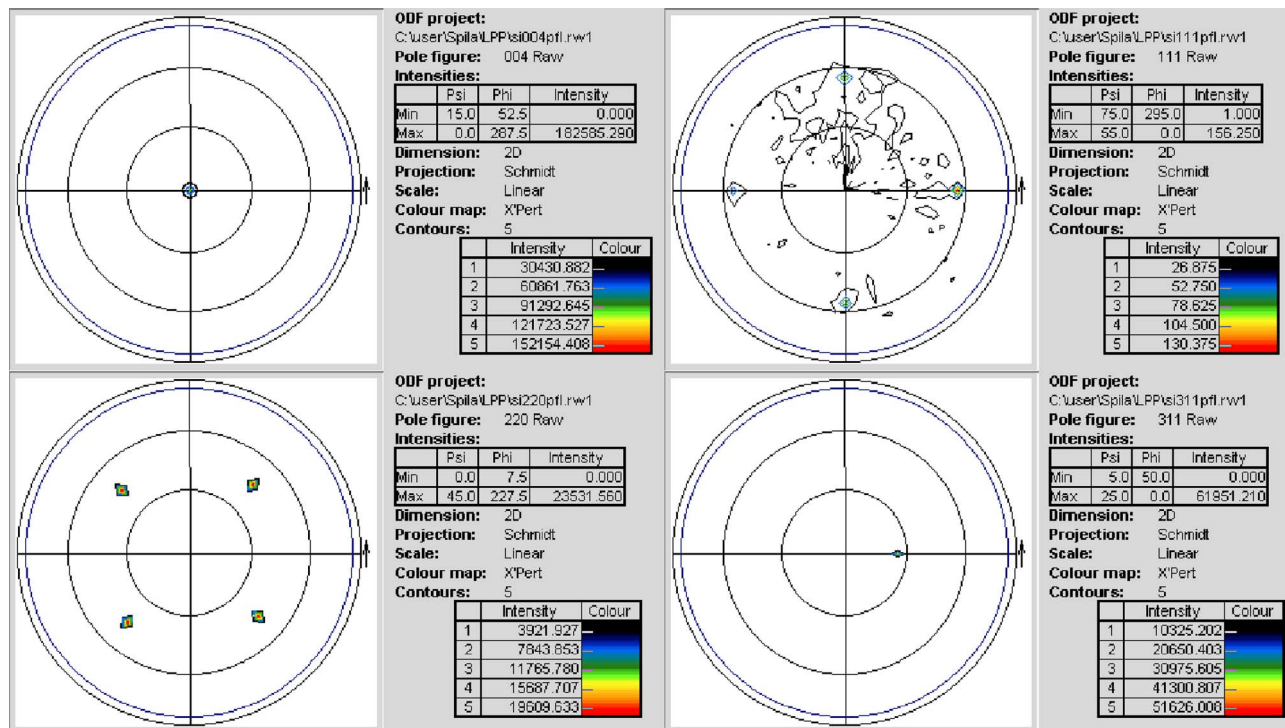 ODF project:
C:\user\Spila\LPP\si004pfl.rw1
Pole figure: 004 Raw
Intensities:
Psi Phi Intensity
Min 15.0 52.5 0.000
Max 0.0 287.5 182585.290
Dimension: 2D
Projection: Schmidt
Scale: Linear
Colour map: X'Pert
Contours: 5
Intensity Colour
1 30430.882
2 60861.763
3 91292.645
4 121723.527
5 152154.408
ODF project:
C:\user\Spila\LPP\si111pfl.rw1
Pole figure: 111 Raw
Intensities:
Psi Phi Intensity
Min 75.0 295.0 1.000
Max 55.0 0.0 156.250
Dimension: 2D
Projection: Schmidt
Scale: Linear
Colour map: X'Pert
Contours: 5
Intensity Colour
1 26.875
2 52.750
3 78.625
4 104.500
5 130.375
ODF project:
C:\user\Spila\LPP\si220pfl.rw1
Pole figure: 220 Raw
Intensities:
Psi Phi Intensity
Min 0.0 7.5 0.000
Max 45.0 227.5 23531.560
Dimension: 2D
Projection: Schmidt
Scale: Linear
Colour map: X'Pert
Contours: 5
Intensity Colour
1 3921.927
2 7843.853
3 11765.780
4 15687.707
5 19609.633
ODF project:
C:\user\Spila\LPP\si311pfl.rw1
Pole figure: 311 Raw
Intensities:
Psi Phi Intensity
Min 5.0 50.0 0.000
Max 25.0 0.0 61951.210
Dimension: 2D
Projection: Schmidt
Scale: Linear
Colour map: X'Pert
Contours: 5
Intensity Colour
1 10325.202
2 20650.403
3 30975.605
4 41300.807
5 51626.008